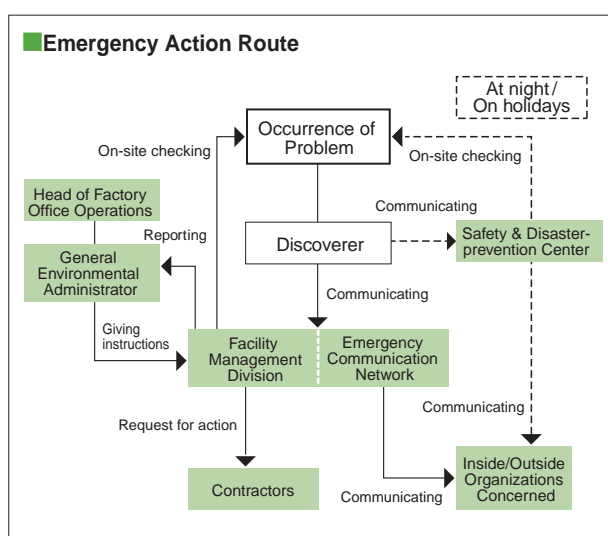 Emergency Action Route
At night/
On holidays
Occurrence of
Problem
On-site checking
On-site checking
Head of Factory
Office Operations
Communicating
Reporting
Discoverer
Safety & Disaster-
prevention Center
General
Environmental
Administrator
Communicating
Giving
instructions
Facility
Management
Division
Emergency
Communication
Network
Communicating
Request for action
Contractors
Communicating
Inside/Outside
Organizations
Concerned